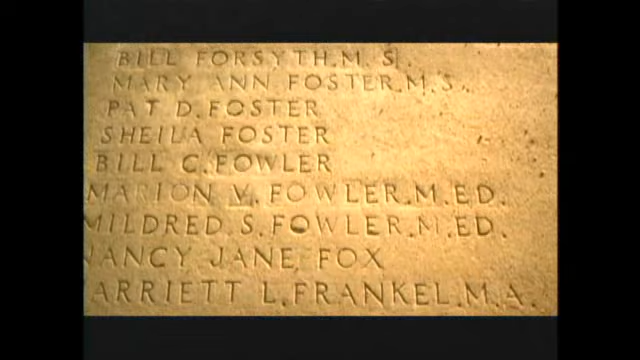 BILL FORSYTH.M.S.
MARY ANN FOSTER.M.S.
PAT D.FOSTER
SHEILA FOSTER
BILL C.FOWLER
MARION V.FOWLER.M.ED.
MILDRED S.FOWLER.M.ED.
NANCY JANE FOX
ARRIETT L.FRANKEL.M.A.